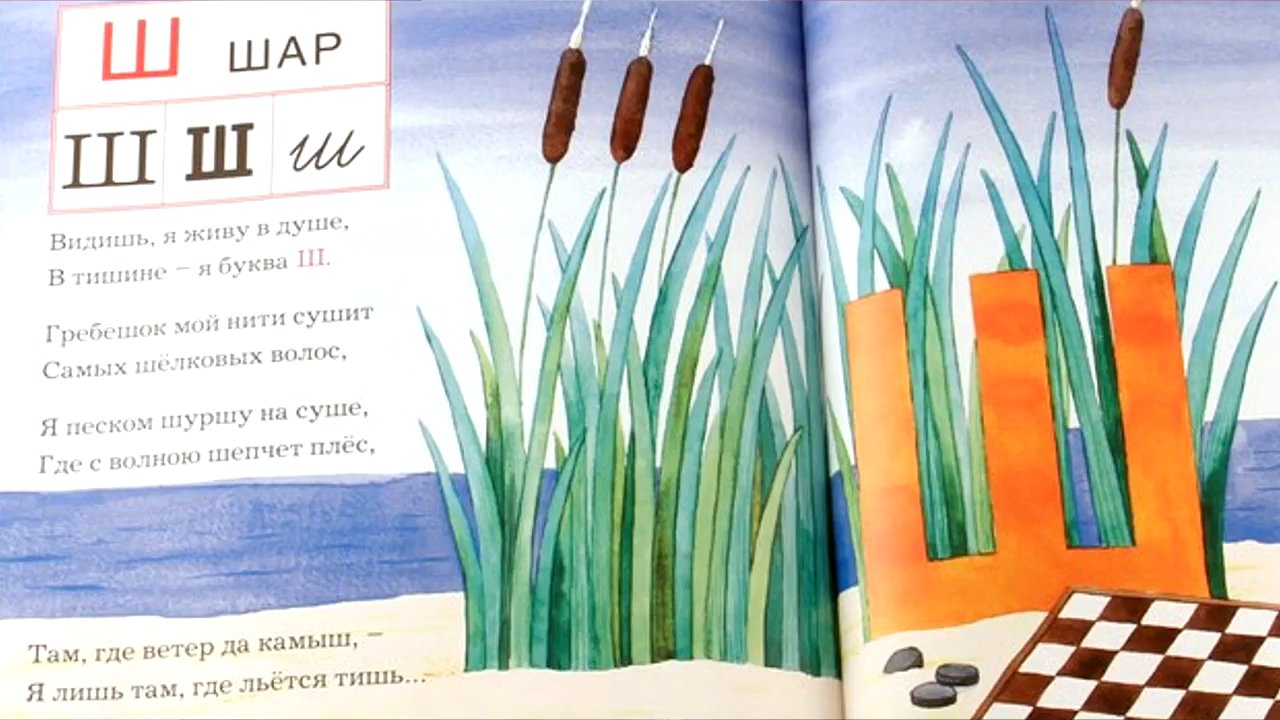 Ш ШАР
Ш Ш ш
Видишь, я живу в душе,
В тишине – я буква Ш.
Гребешок мой нити сушит
Самых шёлковых волос,
Я песком шуршу на суше,
Где с волною шепчет плёс,
Там, где ветер да камыш, –
Я лишь там, где льётся тишь...
Ш